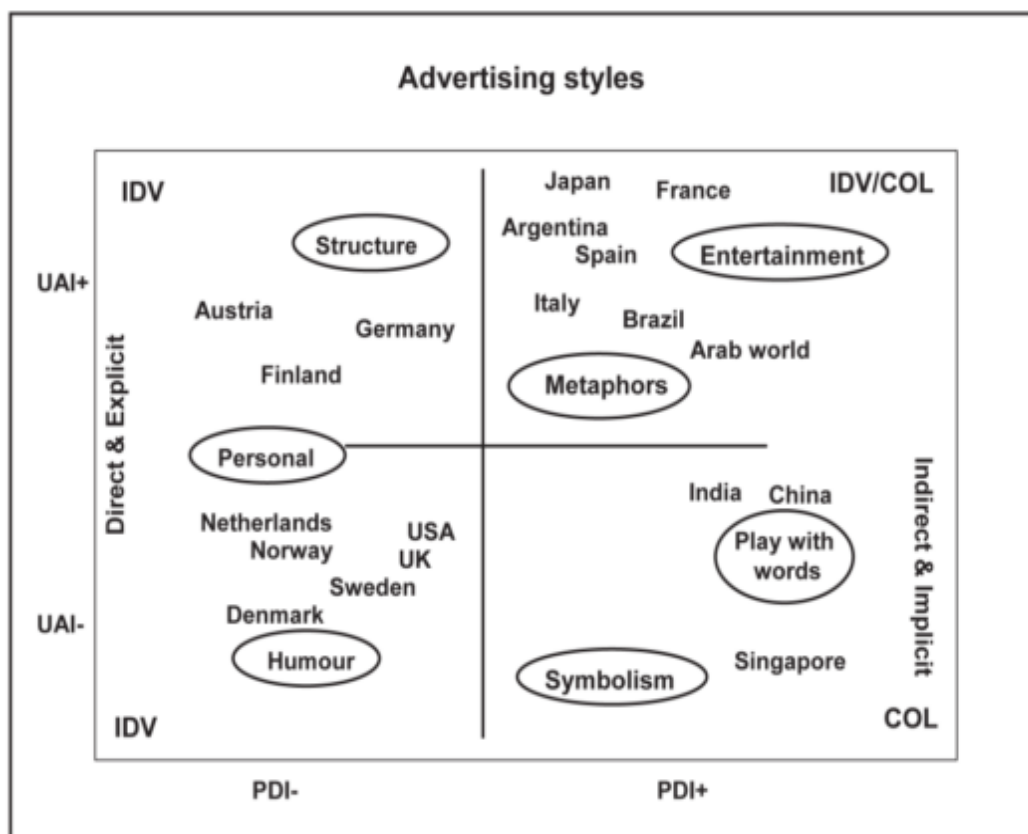 Advertising styles
IDV
IDV/COL
Japan
France
Structure
Argentina
Spain
Entertainment
UAI+
Austria
Italy
Brazil
Germany
Arab world
Finland
Metaphors
Direct & Explicit
Personal
India
China
Netherlands
USA
Norway
UK
Play with
words
Sweden
Denmark
UAI-
Humour
Symbolism
Singapore
Indirect & Implicit
IDV
COL
PDI-
PDI+